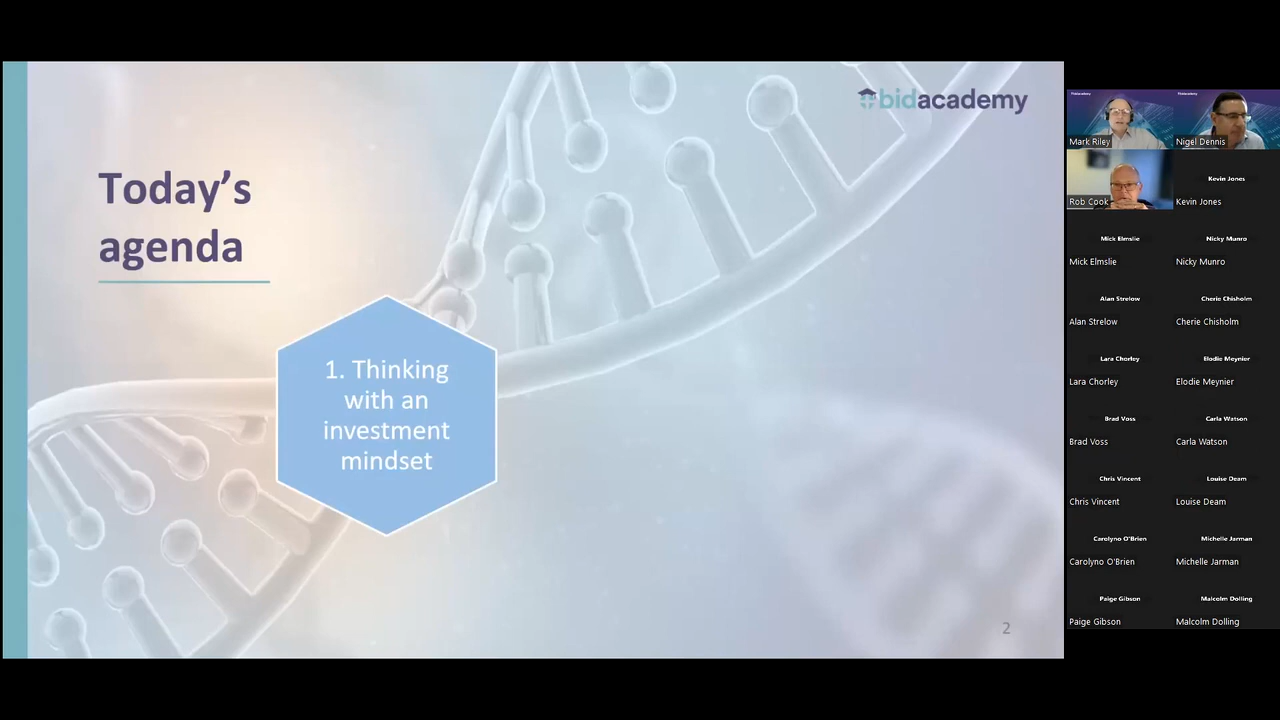 bidacademy
Today's
agenda
1. Thinking
with an
investment
mindset
2
Mark Riley
Nigel Dennis
Rob Cook
Kevin Jones
Kevin Jones
Mick Elmslie
Nicky Munro
Mick Elmslie
Nicky Munro
Alan Strelow
Cherie Chisholm
Alan Strelow
Cherie Chisholm
Lara Chorley
Elodie Meynier
Lara Chorley
Elodie Meynier
Brad Voss
Carla Watson
Brad Voss
Carla Watson
Chris Vincent
Louise Deam
Chris Vincent
Louise Deam
Carolyno O'Brien
Michelle Jarman
Carolyno O'Brien
Michelle Jarman
Paige Gibson
Malcolm Dolling
Paige Gibson
Malcolm Dolling